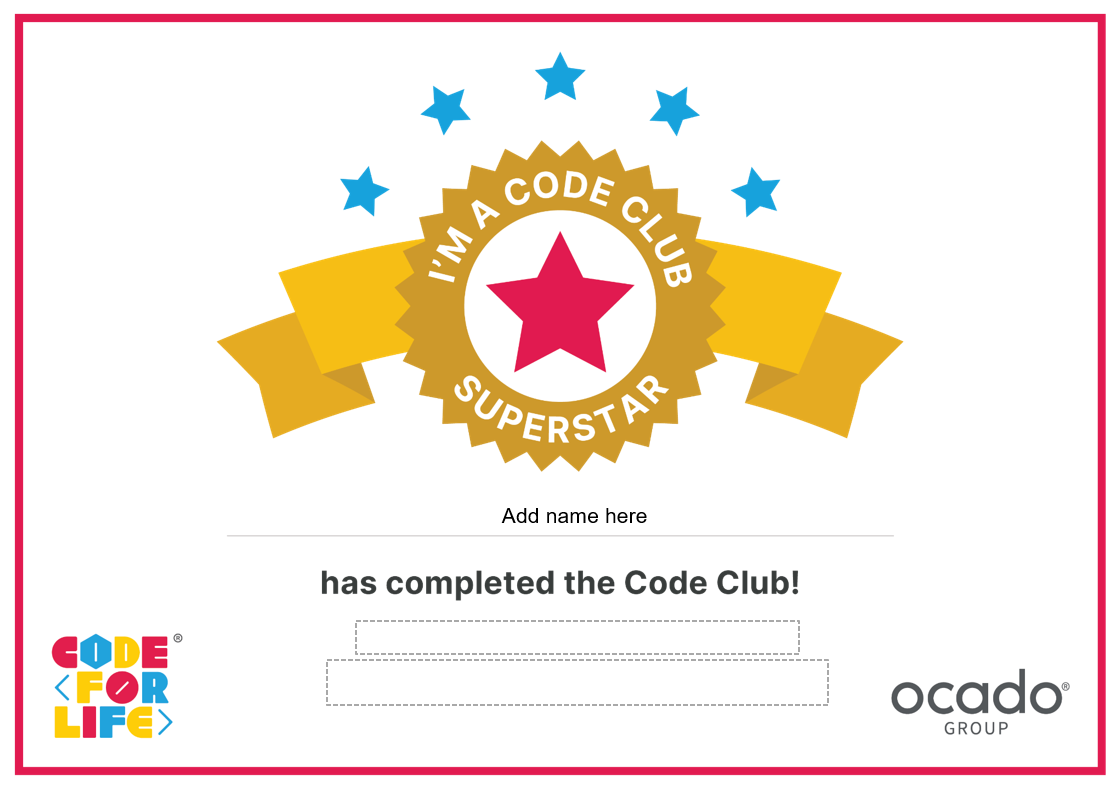 I'M A CODE CLUB
SUPERSTAR
Add name here
has completed the Code Club!
CODE®
<FOR
LIFE>
ocado®
GROUP